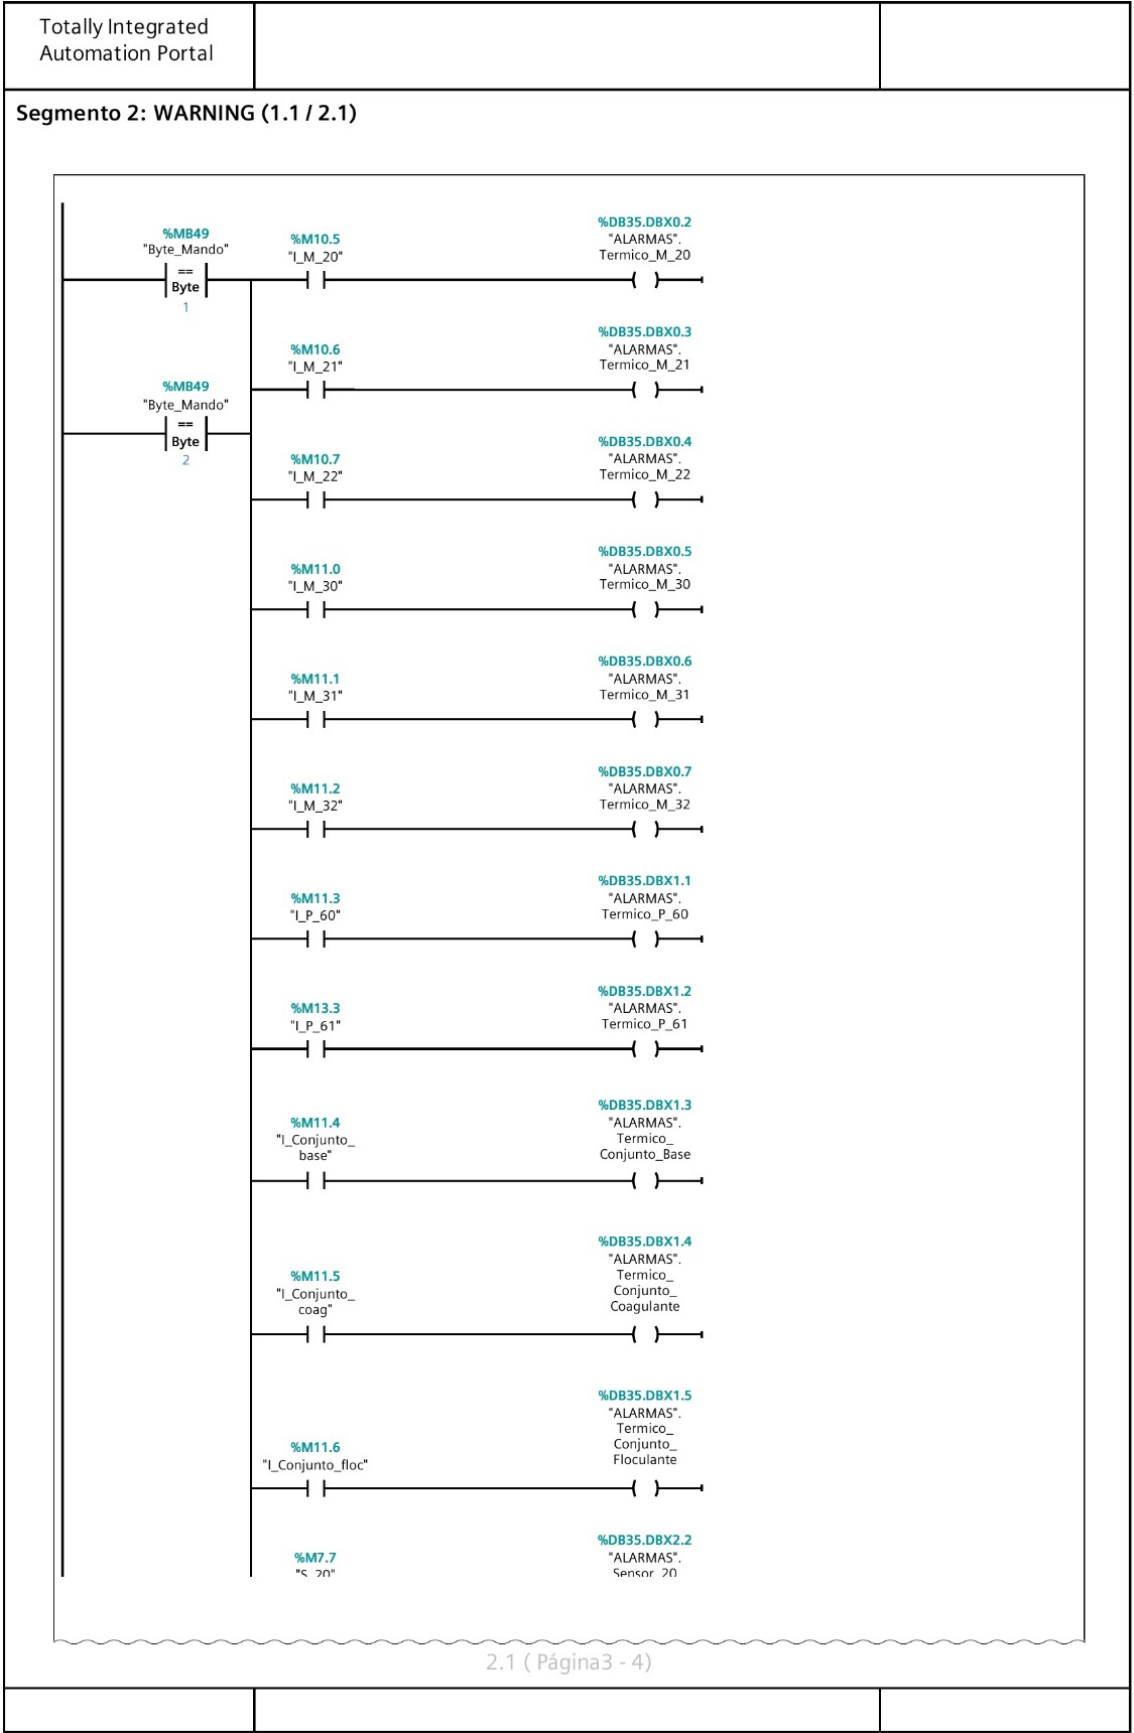 Totally Integrated
Automation Portal
Segmento 2: WARNING (1.1 / 2.1)
%MB49
"Byte_Mando"
==
Byte
1
%M10.5
"I_M_20"
%DB35.DBX0.2
"ALARMAS".
Termico_M_20
%M10.6
"I_M_21"
%DB35.DBX0.3
"ALARMAS".
Termico_M_21
%MB49
"Byte_Mando"
==
Byte
2
%M10.7
"I_M_22"
%DB35.DBX0.4
"ALARMAS".
Termico_M_22
%M11.0
"I_M_30"
%DB35.DBX0.5
"ALARMAS".
Termico_M_30
%M11.1
"I_M_31"
%DB35.DBX0.6
"ALARMAS".
Termico_M_31
%M11.2
"I_M_32"
%DB35.DBX0.7
"ALARMAS".
Termico_M_32
%M11.3
"I_P_60"
%DB35.DBX1.1
"ALARMAS".
Termico_P_60
%M13.3
"I_P_61"
%DB35.DBX1.2
"ALARMAS".
Termico_P_61
%M11.4
"I_Conjunto_
base"
%DB35.DBX1.3
"ALARMAS".
Termico_
Conjunto_Base
%M11.5
"I_Conjunto_
coag"
%DB35.DBX1.4
"ALARMAS".
Termico_
Conjunto_
Coagulante
%M11.6
"I_Conjunto_floc"
%DB35.DBX1.5
"ALARMAS".
Termico_
Conjunto_
Floculante
%M7.7
"S_20"
%DB35.DBX2.2
"ALARMAS".
Sensor_20
2.1 ( Página3 - 4)